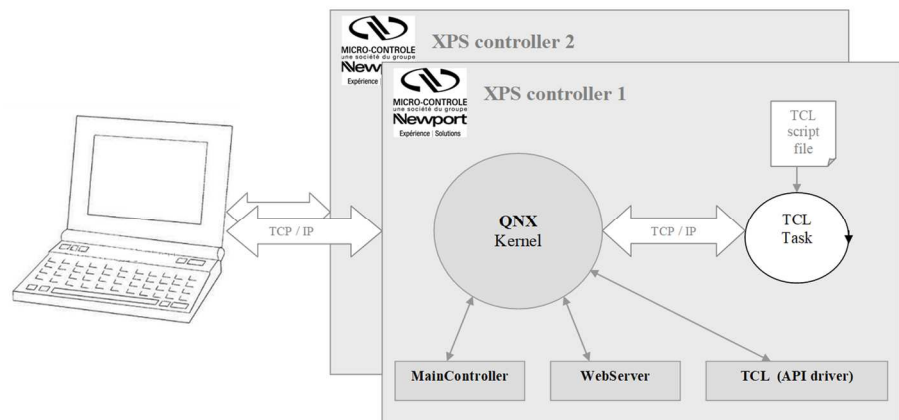 XPS controller 2
MICRO-CONTROLE
une société du groupe
Newport
XPS controller 1
MICRO-CONTROLE
une société du groupe
Newport
Expérience | Solutions
TCL
script
file
TCP / IP
QNX
Kernel
TCP / IP
TCL
Task
MainController
WebServer
TCL (API driver)